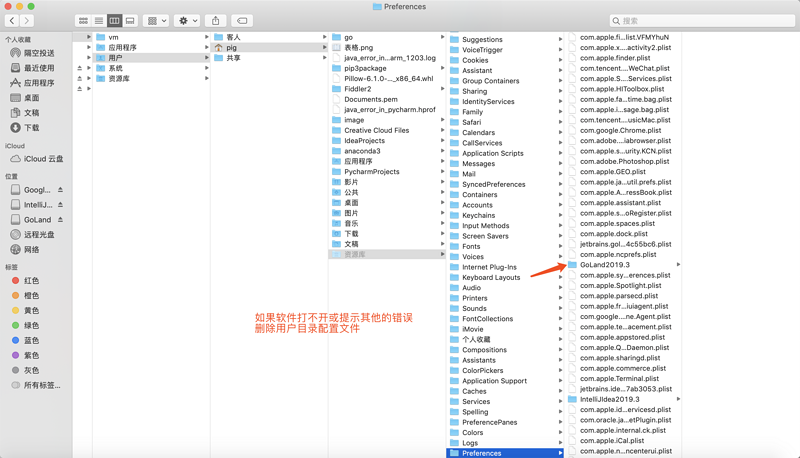 Preferences
搜索
个人收藏
隔空投送
最近使用
应用程序
桌面
文稿
下载
iCloud
iCloud 云盘
位置
Googl...
IntelliJ...
GoLand
远程光盘
网络
标签
红色
橙色
黄色
绿色
蓝色
紫色
灰色
所有标签...
vm
应用程序
用户
系统
资源库
客人
pig
共享
go
表格.png
java_error_in...arm_1203.log
pip3package
Pillow-6.1.0-..._x86_64.whl
Fiddler2
Documents.pem
java_error_in_pycharm.hprof
image
Creative Cloud Files
IdeaProjects
anaconda3
应用程序
PycharmProjects
影片
公共
桌面
图片
音乐
下载
文稿
资源库
Suggestions
VoiceTrigger
Cookies
Assistant
Group Containers
Sharing
IdentityServices
Family
Safari
Calendars
CallServices
Application Scripts
Messages
Mail
SyncedPreferences
Containers
Accounts
Keychains
Input Methods
Screen Savers
Fonts
Voices
Internet Plug-Ins
Keyboard Layouts
Audio
Printers
Sounds
FontCollections
iMovie
个人收藏
Compositions
Assistants
ColorPickers
Application Support
Caches
Services
Spelling
PreferencePanes
Colors
Logs
Preferences
com.apple.fi...list.VFMYhuN
com.apple.x...activity2.plist
com.apple.finder.plist
com.tencent....WeChat.plist
com.apple.S....Services.plist
com.apple.HIToolbox.plist
com.apple.fa...time.bag.plist
com.apple.i...sage.bag.plist
com.tencent...usicMac.plist
com.google.Chrome.plist
com.adobe....iabrowser.plist
com.apple.s...urity.KCN.plist
com.adobe.Photoshop.plist
com.apple.GEO.plist
com.apple.ja...util.prefs.plist
com.apple.A...ressBook.plist
com.apple.assistant.plist
com.apple.s...oRegister.plist
com.apple.spaces.plist
com.apple.dock.plist
jetbrains.gol...4c55bc6.plist
com.apple.ncprefs.plist
GoLand2019.3
com.apple.sy...erences.plist
com.apple.Spotlight.plist
com.apple.parsecd.plist
com.apple.fr...iuiagent.plist
com.google....ne.Agent.plist
com.apple.te...acement.plist
com.apple.appstored.plist
com.apple.Q...Daemon.plist
com.apple.sharingd.plist
com.apple.commerce.plist
com.apple.Terminal.plist
jetbrains.ide...7ab3053.plist
IntelliJIdea2019.3
com.apple.id...ervicesd.plist
com.oracle.ja...etPlugin.plist
com.apple.internal.ck.plist
com.apple.iCal.plist
com.apple.n...ncenterui.plist
如果软件打不开或提示其他的错误
删除用户目录配置文件